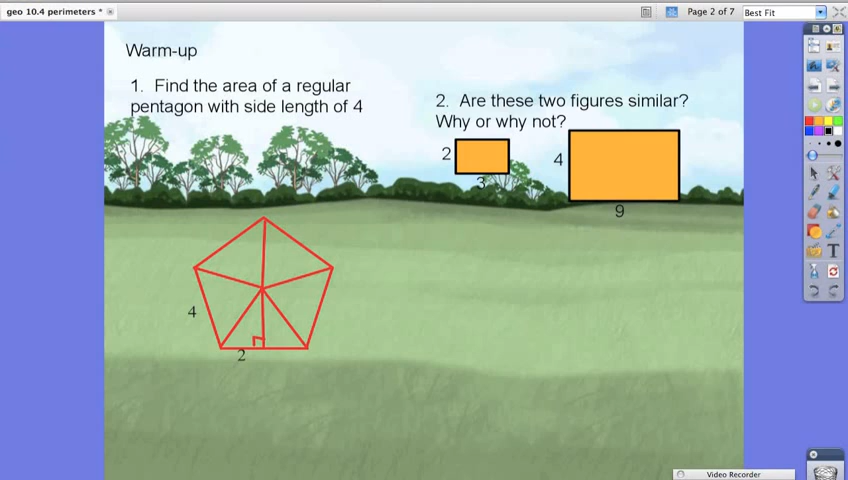 geo 10.4 perimeters *
Page 2 of 7
Best Fit
Warm-up
1. Find the area of a regular
pentagon with side length of 4
2. Are these two figures similar?
Why or why not?
2
3
4
9
4
2
T
Video Recorder